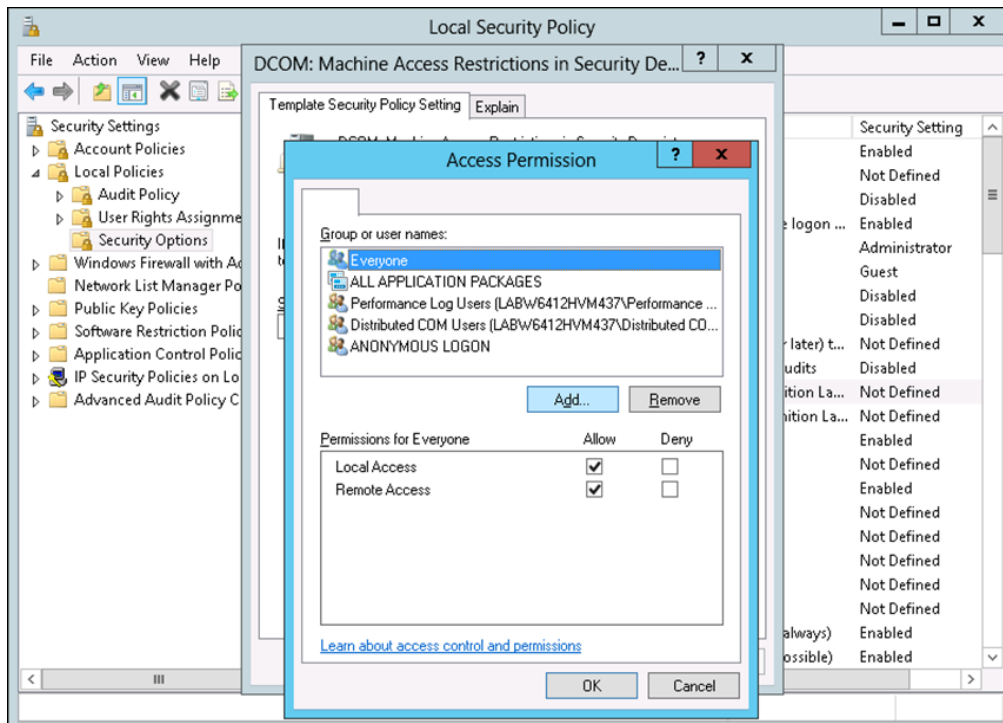 Local Security Policy
File Action View Help
DCOM: Machine Access Restrictions in Security De...
Template Security Policy Setting
Explain
Security Settings
Account Policies
Local Policies
Audit Policy
User Rights Assignme
Security Options
Windows Firewall with Ad
Network List Manager Po
Public Key Policies
Software Restriction Polic
Application Control Polic
IP Security Policies on Lo
Advanced Audit Policy C
Access Permission
Group or user names:
Everyone
ALL APPLICATION PACKAGES
Performance Log Users (LABW6412HVM437\Performance ...
Distributed COM Users (LABW6412HVM437\Distributed CO...
ANONYMOUS LOGON
Add... Remove
Permissions for Everyone Allow Deny
Local Access
Remote Access
Learn about access control and permissions
OK Cancel
Security Setting
Enabled
Not Defined
Disabled
e logon ... Enabled
Administrator
Guest
Disabled
Disabled
later) t... Not Defined
udits Disabled
ition La... Not Defined
nition La... Not Defined
Enabled
Not Defined
Enabled
Not Defined
Not Defined
Not Defined
Not Defined
Not Defined
always) Enabled
ossible) Enabled